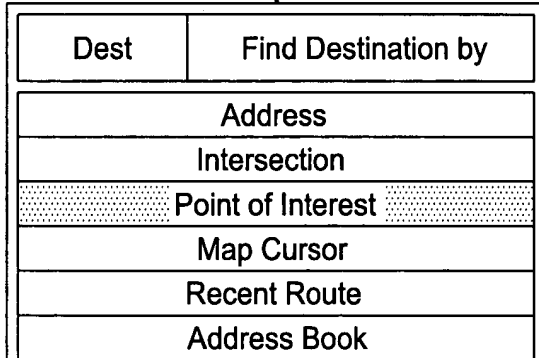 Dest Find Destination by
Address
Intersection
Point of Interest
Map Cursor
Recent Route
Address Book